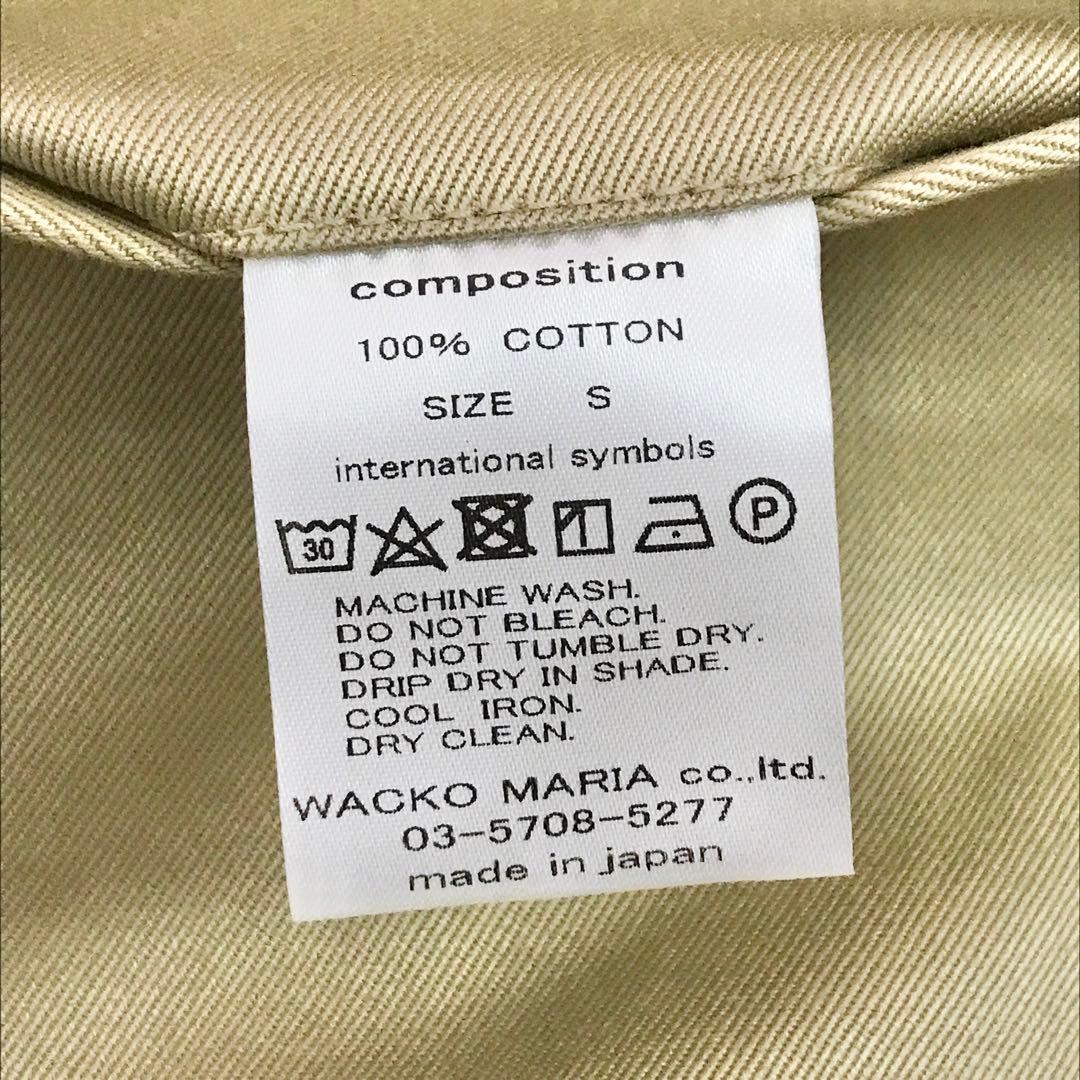 composition
100% COTTON
SIZE S
international symbols
30 P
MACHINE WASH.
DO NOT BLEACH.
DO NOT TUMBLE DRY.
DRIP DRY IN SHADE.
COOL IRON.
DRY CLEAN.
WACKO MARIA co.,ltd.
03-5708-5277
made in japan